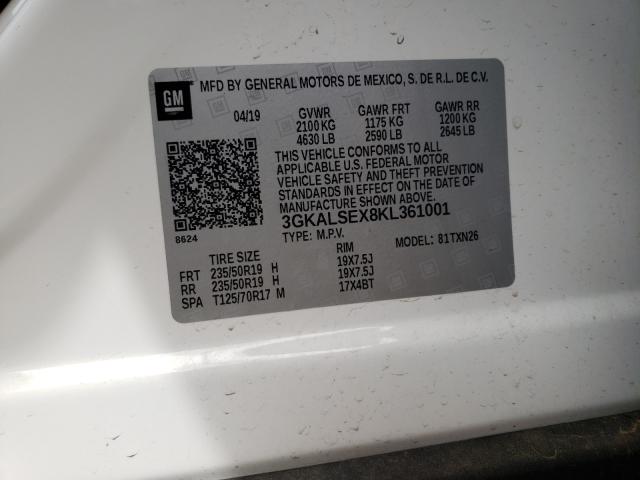 GM
MFD BY GENERAL MOTORS DE MEXICO, S. DE R.L. DE C.V.
04/19 GVWR GAWR FRT GAWR RR
2100 KG 1175 KG 1200 KG
4630 LB 2590 LB 2645 LB
THIS VEHICLE CONFORMS TO ALL
APPLICABLE U.S. FEDERAL MOTOR
VEHICLE SAFETY AND THEFT PREVENTION
STANDARDS IN EFFECT ON THE DATE OF
MANUFACTURE SHOWN ABOVE.
3GKALSEX8KL361001
8624
TYPE: M.P.V. MODEL: 81TXN26
TIRE SIZE RIM
FRT 235/50R19 H 19X7.5J
RR 235/50R19 H 19X7.5J
SPA T125/70R17 M 17X4BT